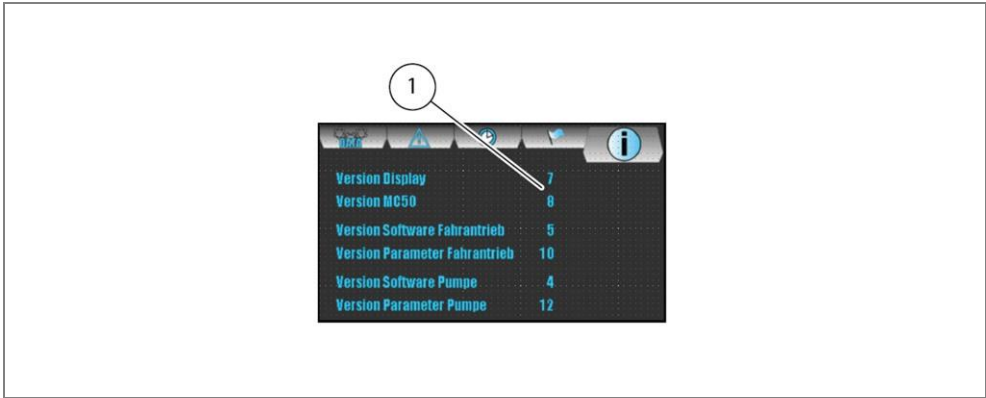 1
Version Display 7
Version MC50 8
Version Software Fahrantrieb 5
Version Parameter Fahrantrieb 10
Version Software Pumpe 4
Version Parameter Pumpe 12